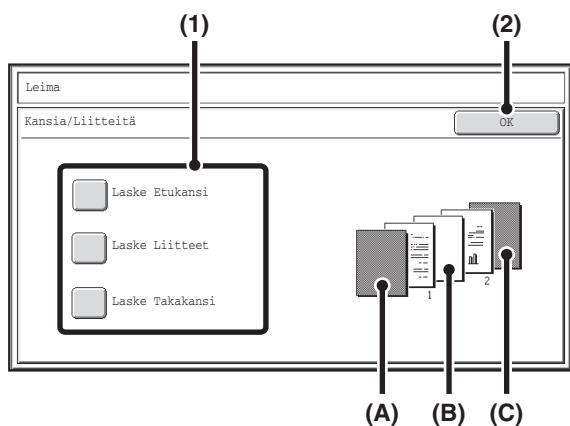 (1) (2)
Leima
Kansia/Liitteitä OK
Laske Etukansi
Laske Liitteet
Laske Takakansi
1 2
(A) (B) (C)